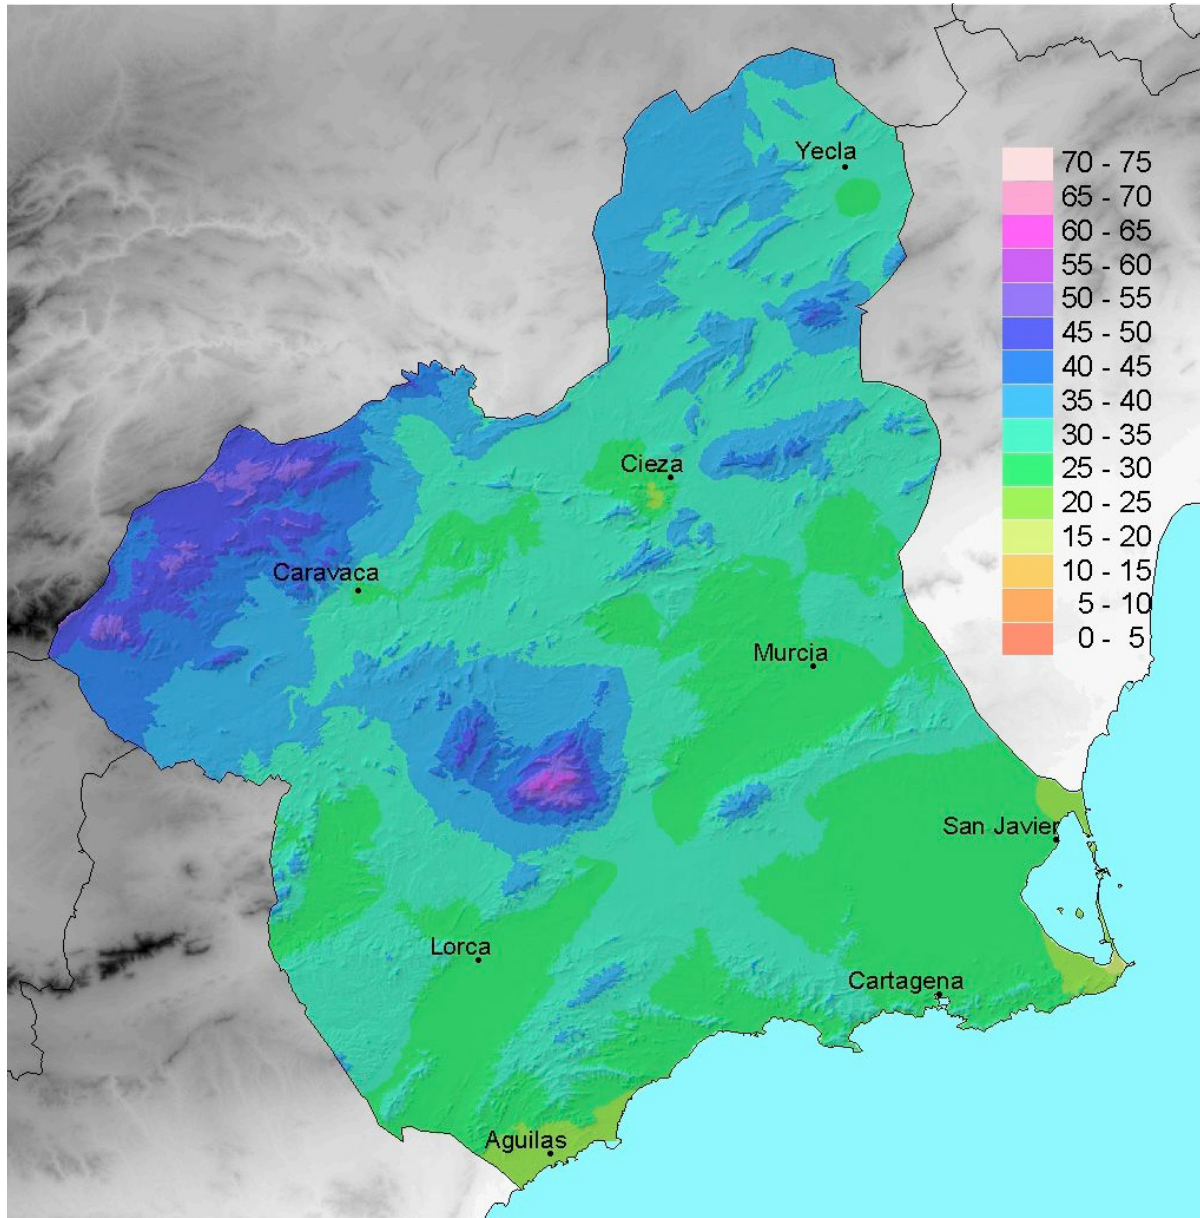 Yecla
70 - 75
65 - 70
60 - 65
55 - 60
50 - 55
45 - 50
40 - 45
35 - 40
30 - 35
25 - 30
20 - 25
15 - 20
10 - 15
5 - 10
0 - 5
Cieza
Caravaca
Murcia
San Javier
Lorca
Cartagena
Aguilas